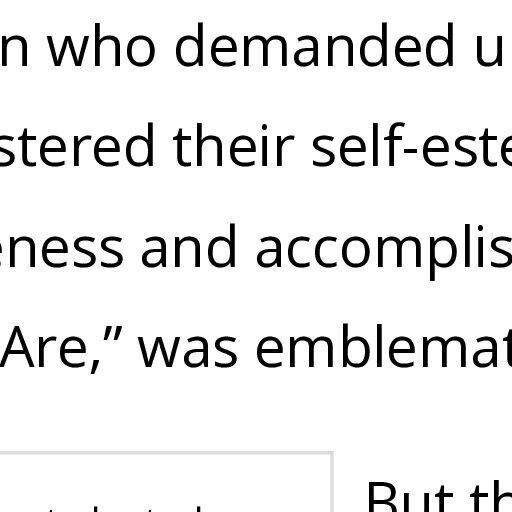 n who demanded u
stered their self-este
eness and accomplis
Are,” was emblemat
But th